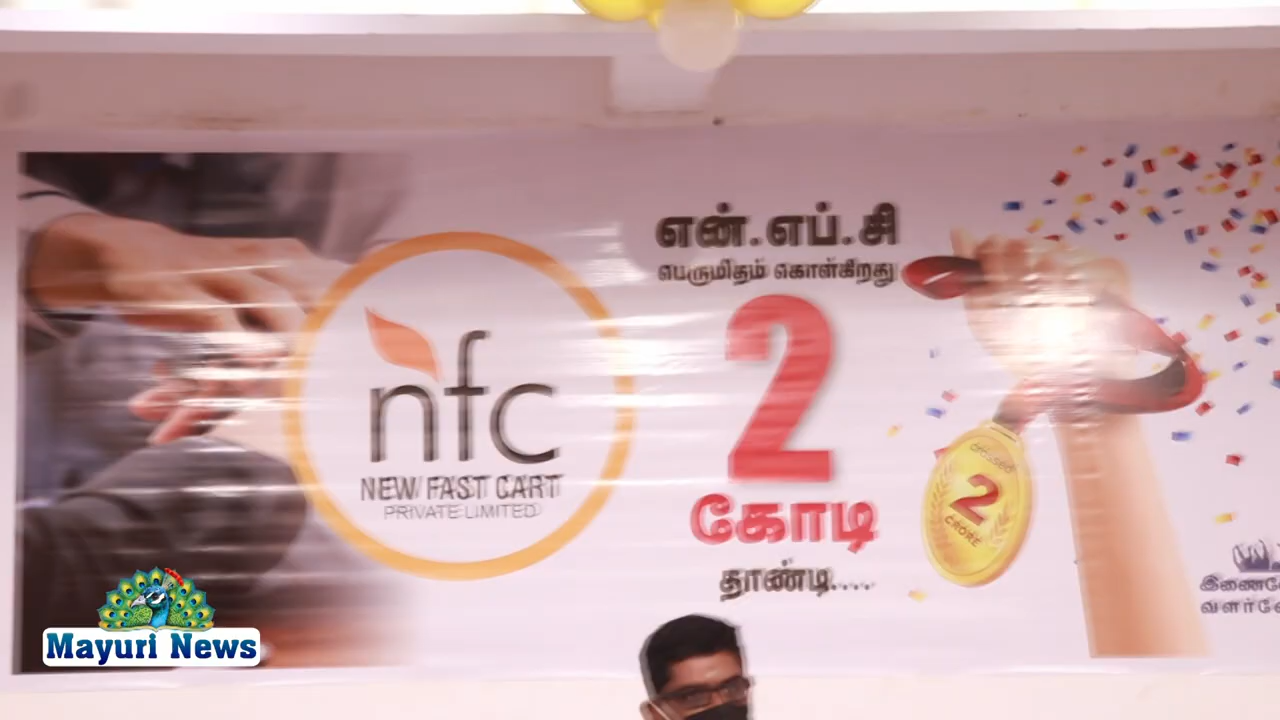 என்.எப்.சி
பெருமிதம் கொள்கிறது
2
கோடி
தாண்டி.....
nfc
NEW FAST CART
PRIVATE LIMITED
2
CRORE
Mayuri News